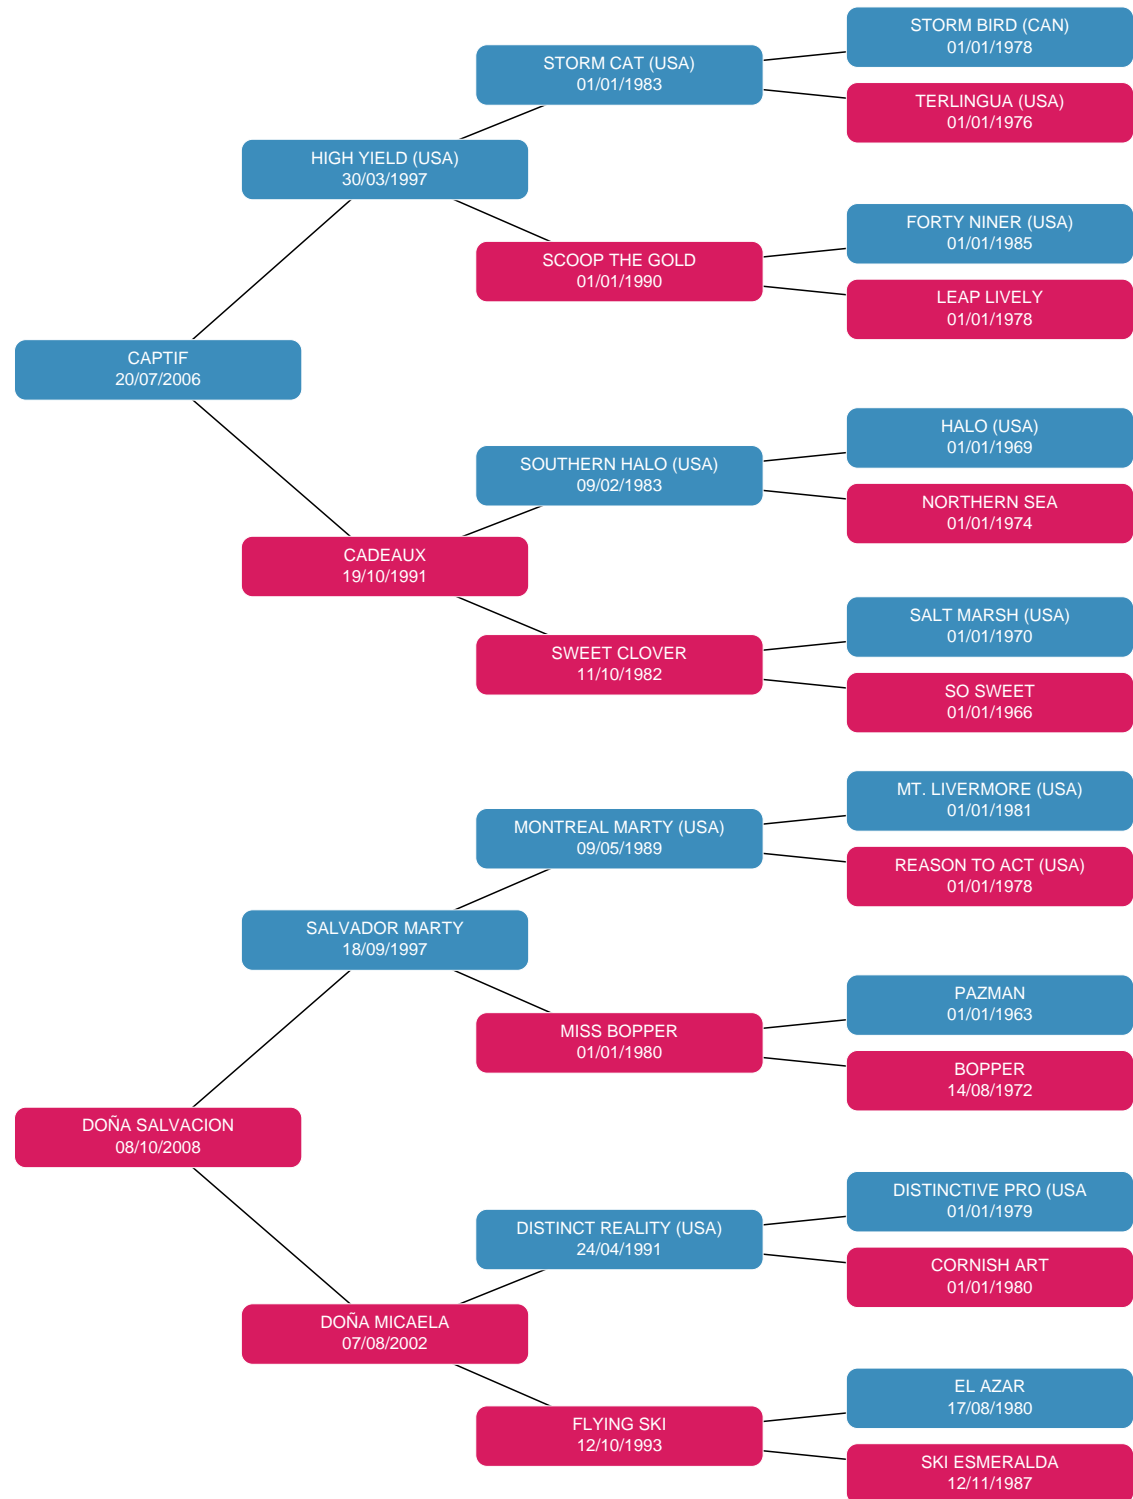 STORM BIRD (CAN)
01/01/1978
STORM CAT (USA)
01/01/1983
TERLINGUA (USA)
01/01/1976
HIGH YIELD (USA)
30/03/1997
FORTY NINER (USA)
01/01/1985
SCOOP THE GOLD
01/01/1990
LEAP LIVELY
01/01/1978
CAPTIF
20/07/2006
HALO (USA)
01/01/1969
SOUTHERN HALO (USA)
09/02/1983
NORTHERN SEA
01/01/1974
CADEAUX
19/10/1991
SALT MARSH (USA)
01/01/1970
SWEET CLOVER
11/10/1982
SO SWEET
01/01/1966
MT. LIVERMORE (USA)
01/01/1981
MONTREAL MARTY (USA)
09/05/1989
REASON TO ACT (USA)
01/01/1978
SALVADOR MARTY
18/09/1997
PAZMAN
01/01/1963
MISS BOPPER
01/01/1980
BOPPER
14/08/1972
DOÑA SALVACION
08/10/2008
DISTINCTIVE PRO (USA
01/01/1979
DISTINCT REALITY (USA)
24/04/1991
CORNISH ART
01/01/1980
DOÑA MICAELA
07/08/2002
EL AZAR
17/08/1980
FLYING SKI
12/10/1993
SKI ESMERALDA
12/11/1987